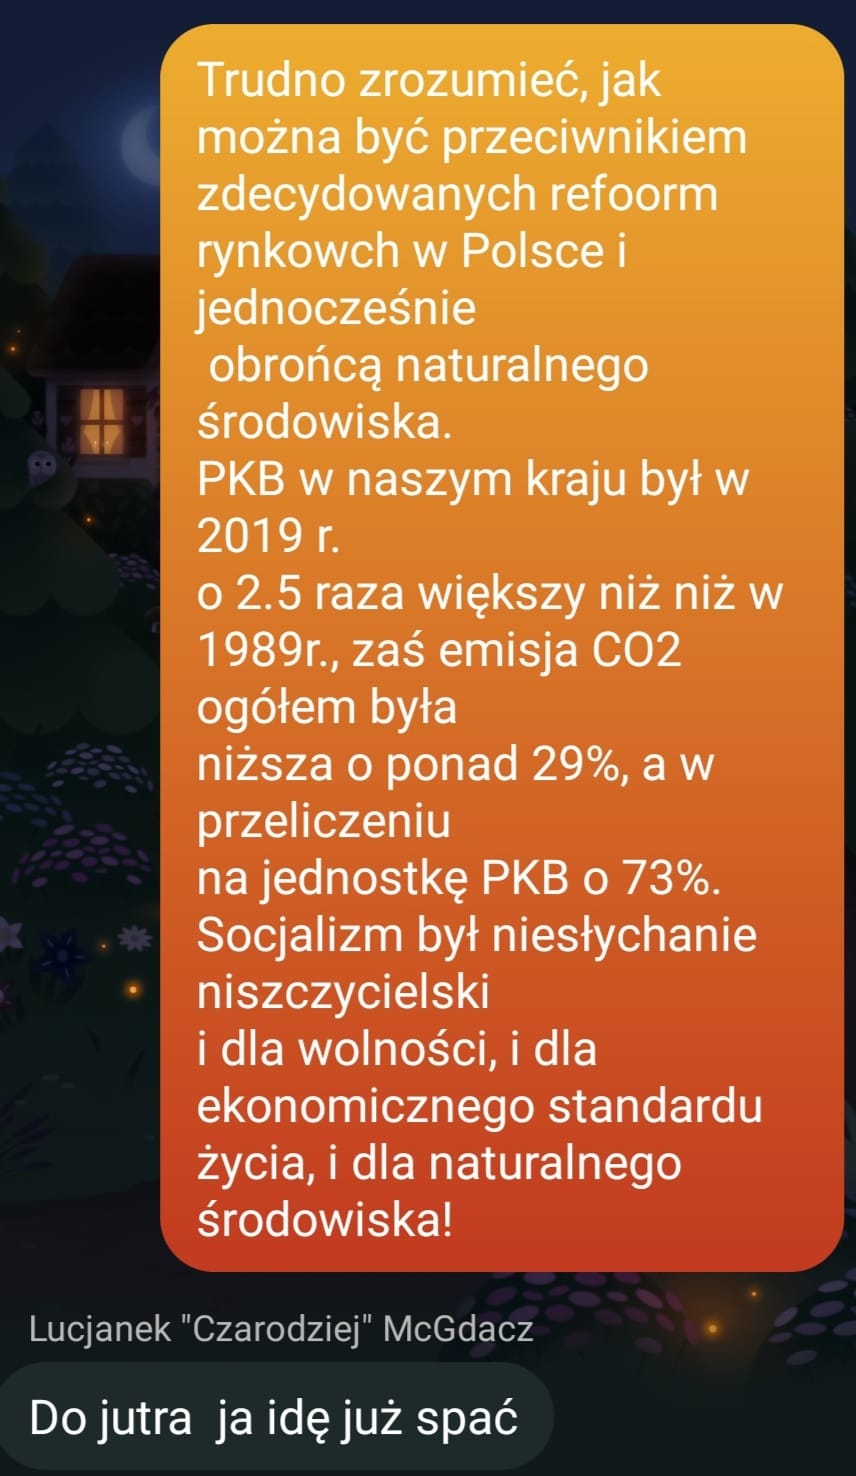 Trudno zrozumieć, jak
można być przeciwnikiem
zdecydowanych refoorm
rynkowch w Polsce i
jednocześnie
obrońcą naturalnego
środowiska.
PKB w naszym kraju był w
2019 r.
o 2.5 raza większy niż niż w
1989r., zaś emisja CO2
ogółem była
niższa o ponad 29%, a w
przeliczeniu
na jednostkę PKB o 73%.
Socjalizm był niesłychanie
niszczycielski
i dla wolności, i dla
ekonomicznego standardu
życia, i dla naturalnego
środowiska!
Lucjanek "Czarodziej" McGdacz
Do jutra  ja idę już spać